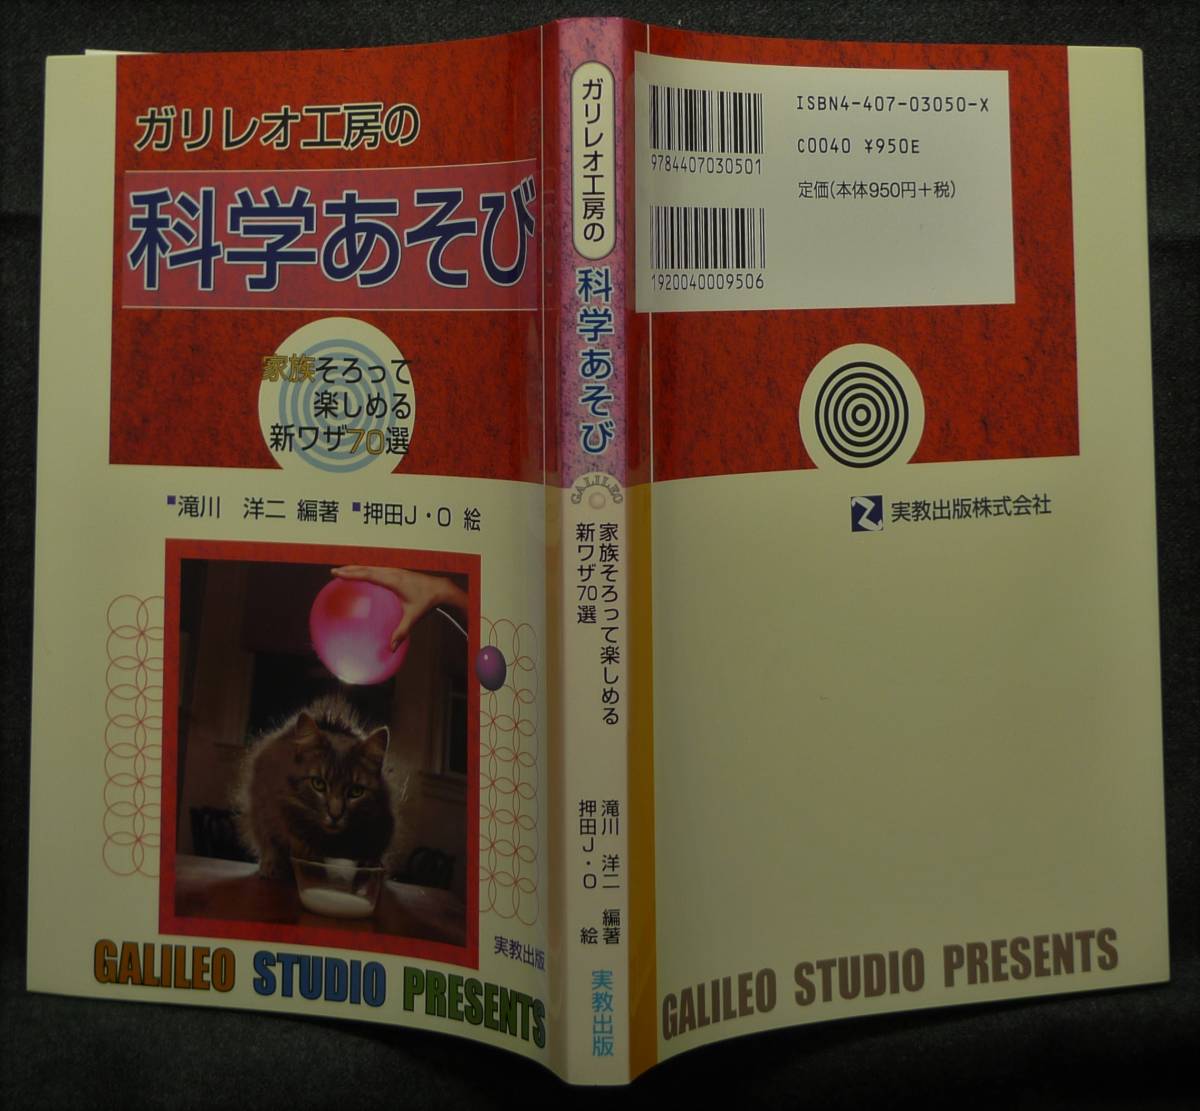 ガリレオ工房の
科学あそび
家族そろって
楽しめる
新ワザ70選
滝川 洋二 編著 押田J・O 絵
実教出版
GALILEO STUDIO PRESENTS
ガリレオ工房の
科学あそび
GALILEO
家族そろって楽しめる
新ワザ70選
滝川 洋二 編著
押田J・O 絵
実教出版
9784407030501
1920040009506
ISBN4-407-03050-X
C0040 ¥950E
定価(本体950円+税)
実教出版株式会社
GALILEO STUDIO PRESENTS